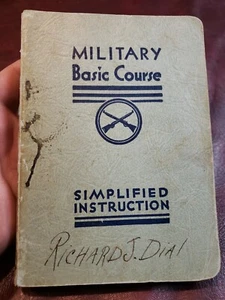 MILITARY
Basic Course
SIMPLIFIED
INSTRUCTION
RICHARD J. DIAL